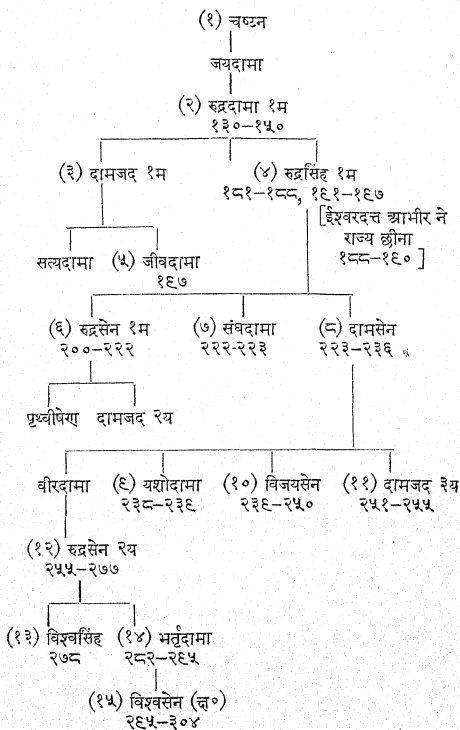 (१) चष्टन
जयदामा
(२) रुद्रदामा १म
१३०–१५०
(३) दामजद १म
(४) रुद्रसिंह १म
१८१–१८८, १९१–१९७
[ईश्वरदत्त आभीर ने
राज्य छीना
१८८–१९० ]
सत्यदामा (५) जीवदामा
१९७
(६) रुद्रसेन १म (७) संघदामा (८) दामसेन
२००–२२२ २२२-२२३ २२३–२३६
पृथ्वीषेण दामजद २य
वीरदामा (९) यशोदामा (१०) विजयसेन (११) दामजद ३य
२३८–२३९ २३९–२५० २५१–२५५
(१२) रुद्रसेन २य
२५५–२७७
(१३) विश्वसिंह (१४) भर्तृदामा
२७८ २८२–२९५
(१५) विश्वसेन (क्ष०)
२९५–३०४